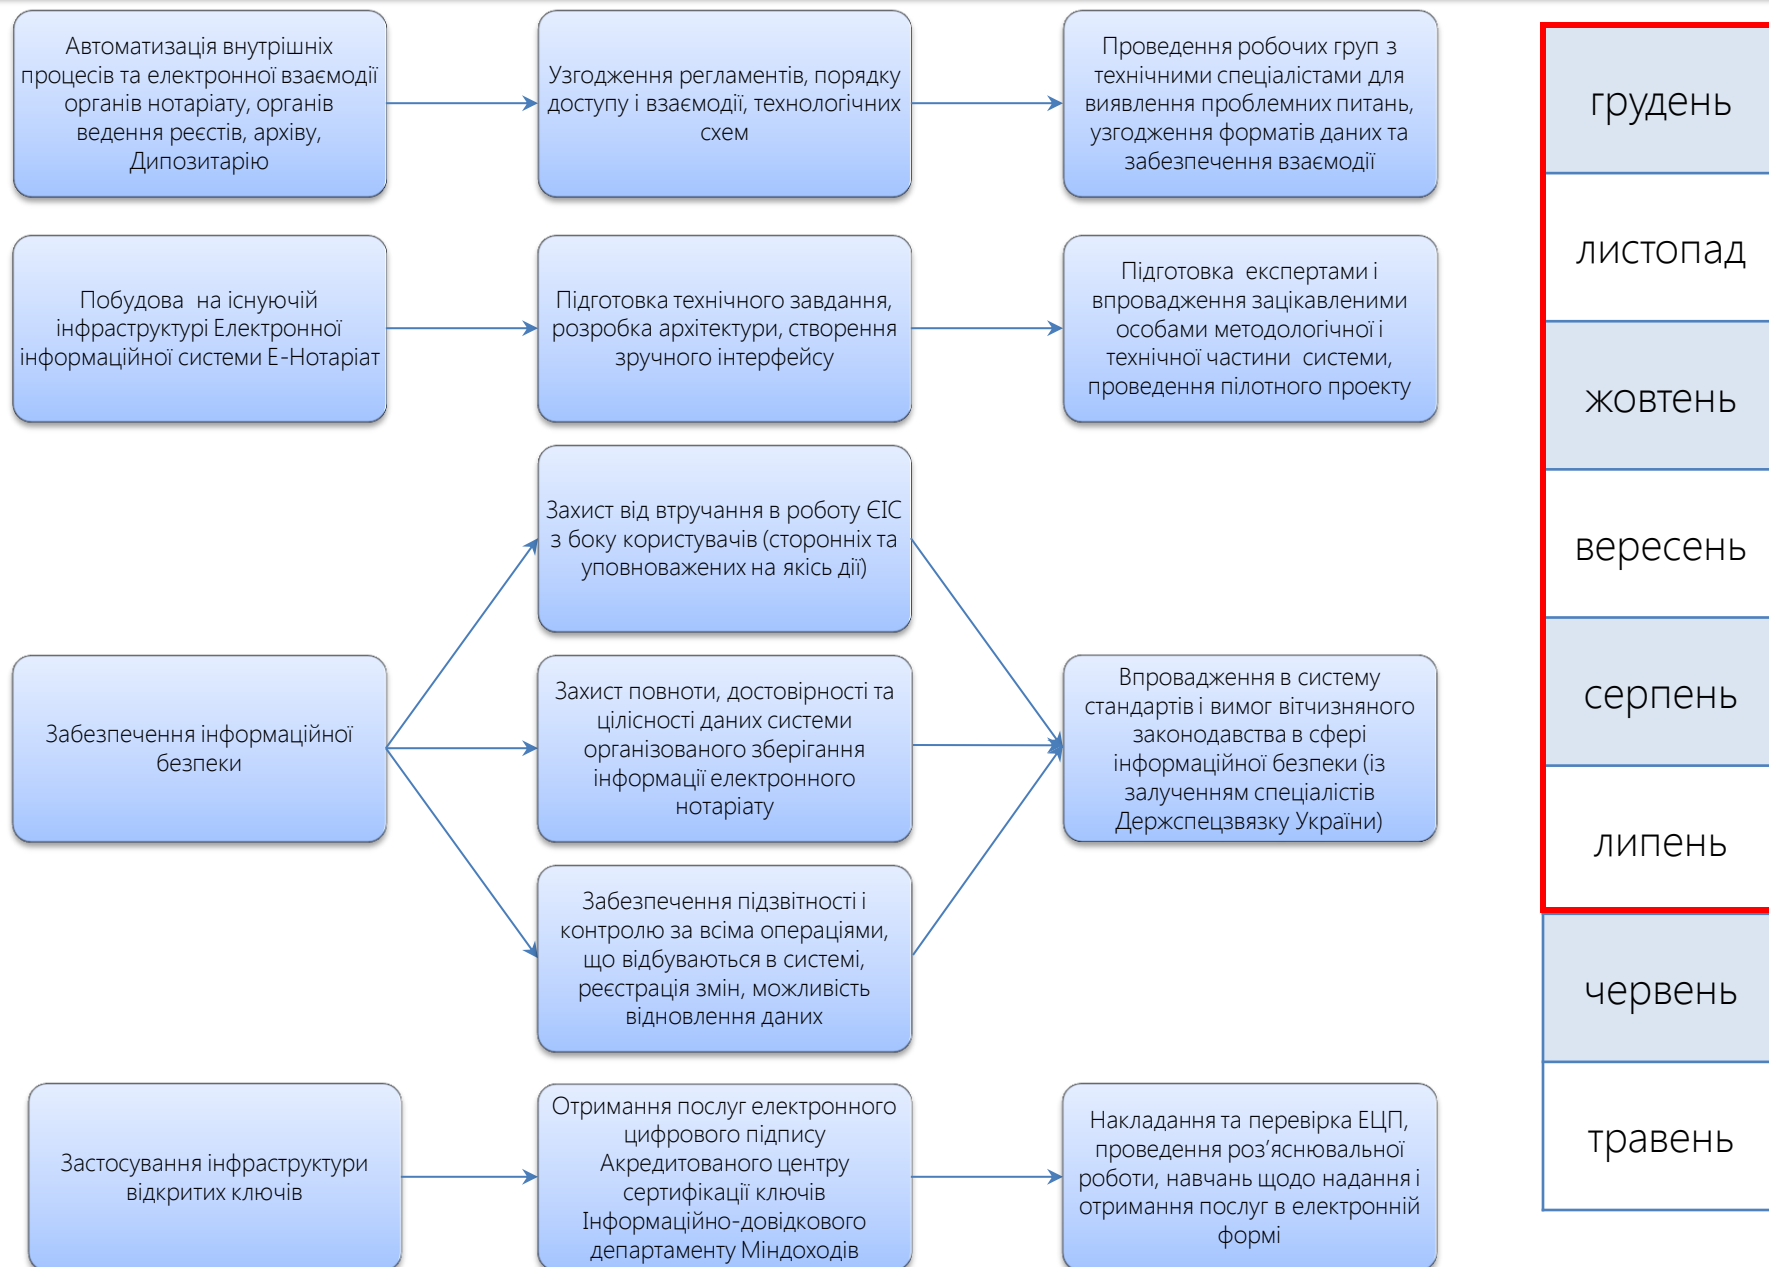 Автоматизація внутрішніх
процесів та електронної взаємодії
органів нотаріату, органів
ведення реєстів, архіву,
Дипозитарію
Узгодження регламентів, порядку
доступу і взаємодії, технологічних
схем
Проведення робочих груп з
технічними спеціалістами для
виявлення проблемних питань,
узгодження форматів даних та
забезпечення взаємодії
Побудова на існуючій
інфраструктурі Електронної
інформаційної системи Е-Нотаріат
Підготовка технічного завдання,
розробка архітектури, створення
зручного інтерфейсу
Підготовка експертами і
впровадження зацікавленими
особами методологічної і
технічної частини системи,
проведення пілотного проекту
Захист від втручання в роботу ЄІС
з боку користувачів (сторонніх та
уповноважених на якісь дії)
Забезпечення інформаційної
безпеки
Захист повноти, достовірності та
цілісності даних системи
організованого зберігання
інформації електронного
нотаріату
Впровадження в систему
стандартів і вимог вітчизняного
законодавства в сфері
інформаційної безпеки (із
залученням спеціалістів
Держспецзвязку України)
Забезпечення підзвітності і
контролю за всіма операціями,
що відбуваються в системі,
реєстрація змін, можливість
відновлення даних
Застосування інфраструктури
відкритих ключів
Отримання послуг електронного
цифрового підпису
Акредитованого центру
сертифікації ключів
Інформаційно-довідкового
департаменту Міндоходів
Накладання та перевірка ЕЦП,
проведення роз’яснювальної
роботи, навчань щодо надання і
отримання послуг в електронній
формі
грудень
листопад
жовтень
вересень
серпень
липень
червень
травень